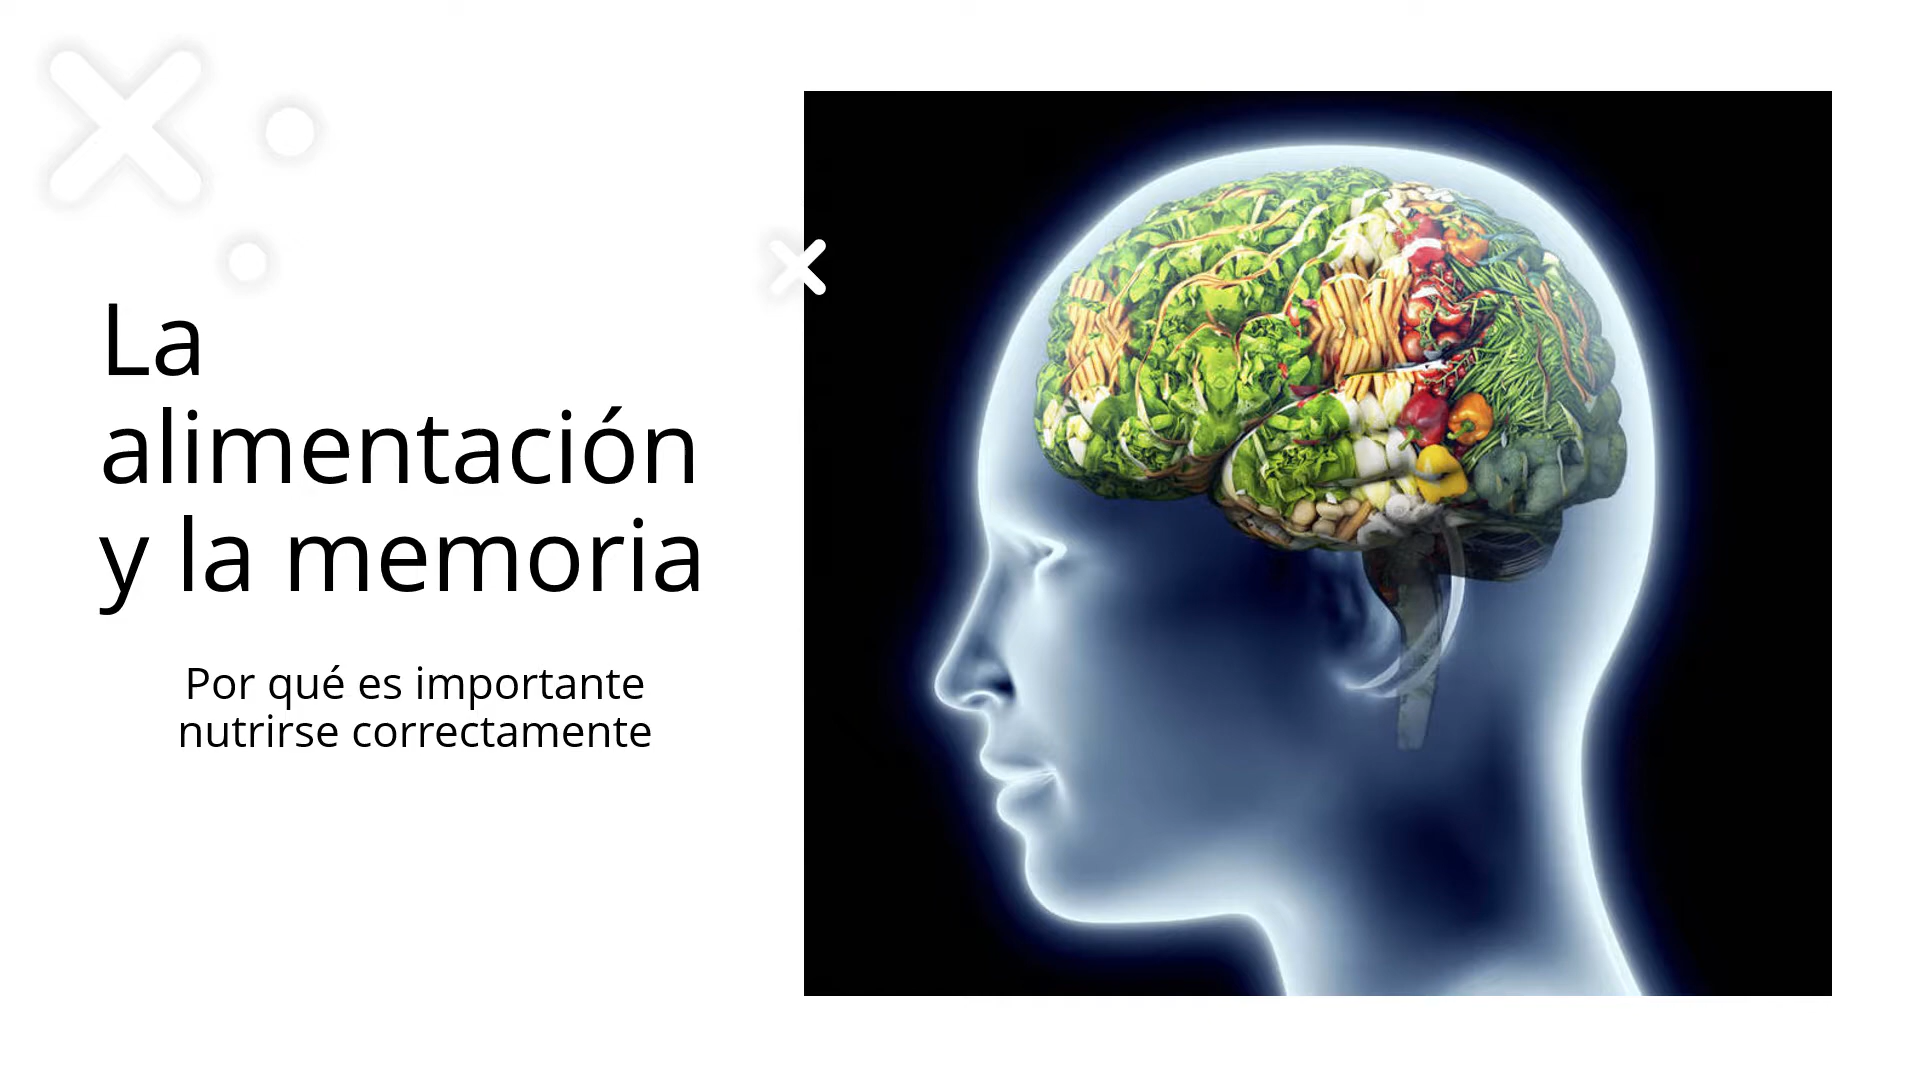 La
alimentación
y la memoria
Por qué es importante
nutrirse correctamente